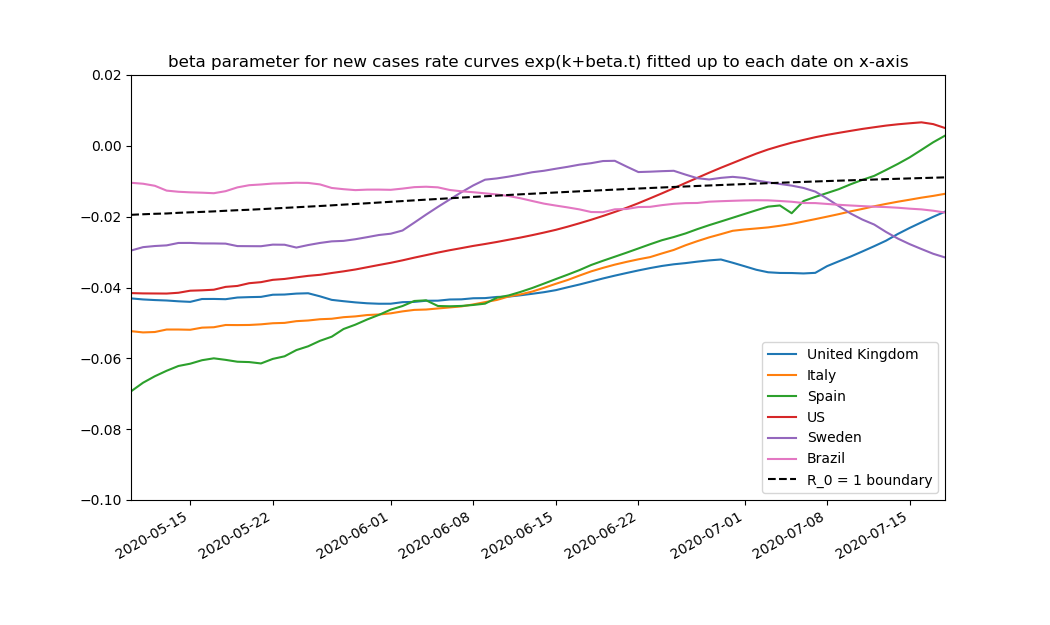 beta parameter for new cases rate curves exp(k+beta.t) fitted up to each date on x-axis
0.02
0.00
−0.02
−0.04
−0.06
−0.08
−0.10
United Kingdom
Italy
Spain
US
Sweden
Brazil
R_0 = 1 boundary
2020-05-15
2020-05-22
2020-06-01
2020-06-08
2020-06-15
2020-06-22
2020-07-01
2020-07-08
2020-07-15